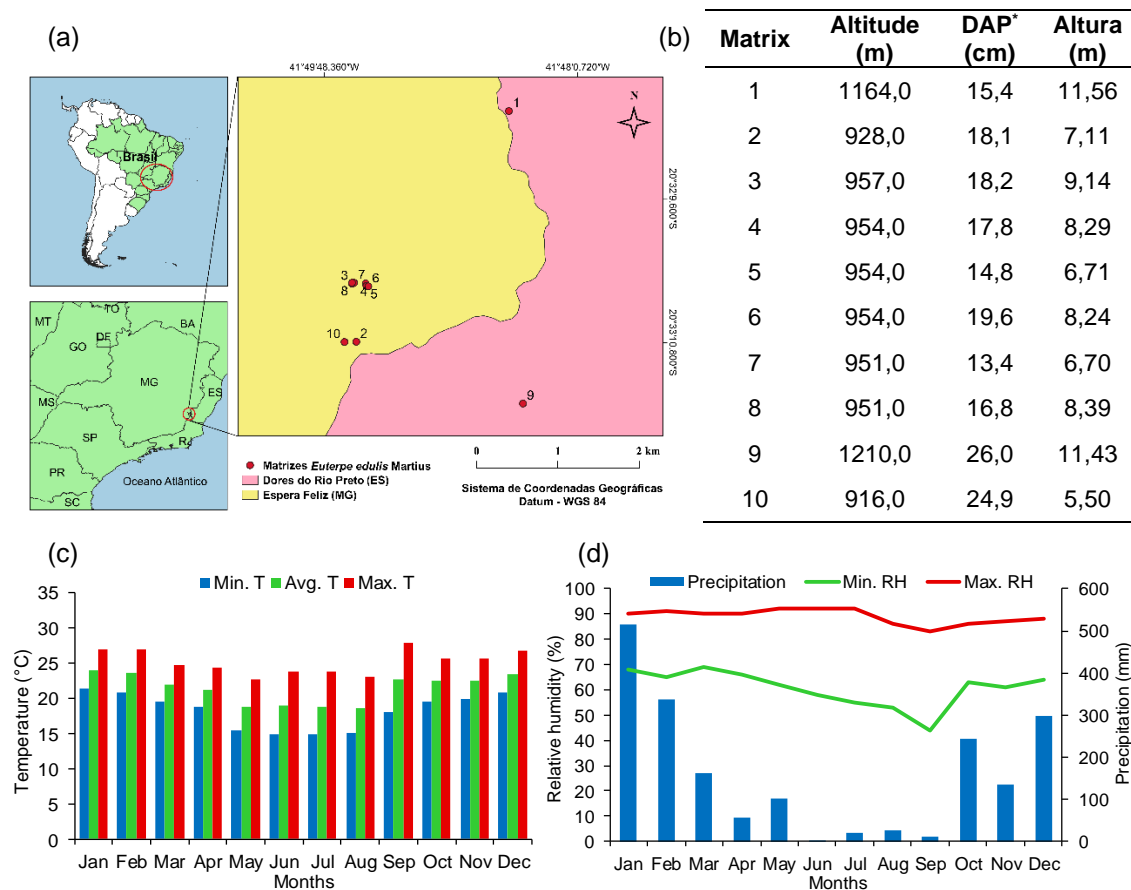 (a)
41°49'48.360"W 41°48'0.720"W
Brasil
N
1
20°32'9.600"S
3 7 6
8 4 5
10 2
20°33'10.800"S
9
MT TO BA
GO DF
MG
MS ES
SP RJ
PR
SC
Oceano Atlântico
Matrizes Euterpe edulis Martius
Dores do Rio Preto (ES)
Espera Feliz (MG)
0 1 2 km
Sistema de Coordenadas Geográficas
Datum - WGS 84
(b)
Matrix Altitude (m) DAP* (cm) Altura (m)
1 1164,0 15,4 11,56
2 928,0 18,1 7,11
3 957,0 18,2 9,14
4 954,0 17,8 8,29
5 954,0 14,8 6,71
6 954,0 19,6 8,24
7 951,0 13,4 6,70
8 951,0 16,8 8,39
9 1210,0 26,0 11,43
10 916,0 24,9 5,50
(c)
Min. T Avg. T Max. T
Temperature (°C)
35
30
25
20
15
10
5
0
Jan Feb Mar Apr May Jun Jul Aug Sep Oct Nov Dec
Months
(d)
Precipitation Min. RH Max. RH
Relative humidity (%)
100
90
80
70
60
50
40
30
20
10
0
600
500
400
300
200
100
0
Precipitation (mm)
Jan Feb Mar Apr May Jun Jul Aug Sep Oct Nov Dec
Months